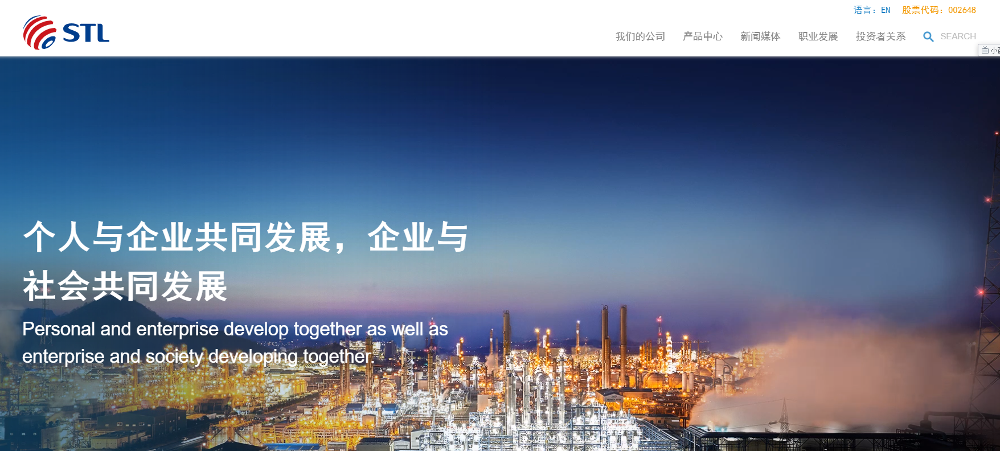 语言：EN 股票代码：002648
STL
我们的公司 产品中心 新闻媒体 职业发展 投资者关系 SEARCH
小
个人与企业共同发展，企业与
社会共同发展
Personal and enterprise develop together as well as
enterprise and society developing together.